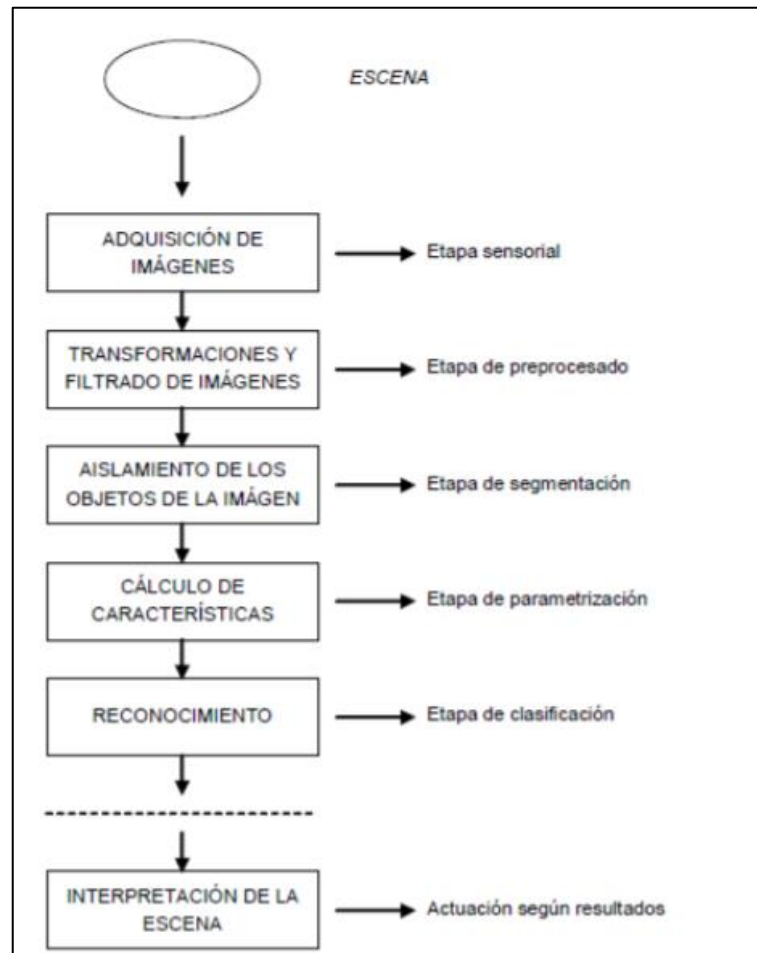 ESCENA
ADQUISICIÓN DE
IMÁGENES
Etapa sensorial
TRANSFORMACIONES Y
FILTRADO DE IMÁGENES
Etapa de preprocesado
AISLAMIENTO DE LOS
OBJETOS DE LA IMÁGEN
Etapa de segmentación
CÁLCULO DE
CARACTERÍSTICAS
Etapa de parametrización
RECONOCIMIENTO
Etapa de clasificación
INTERPRETACIÓN DE LA
ESCENA
Actuación según resultados